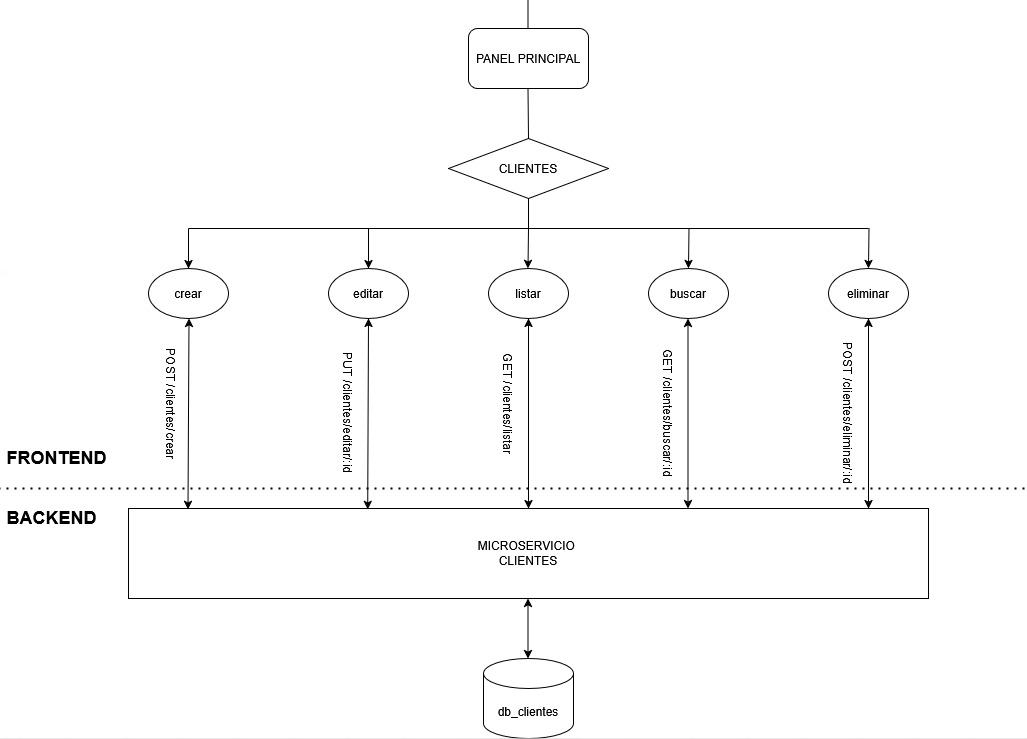 PANEL PRINCIPAL
CLIENTES
crear
editar
listar
buscar
eliminar
POST /clientes/crear
PUT /clientes/editar/:id
GET /clientes/listar
GET /clientes/buscar/:id
POST /clientes/eliminar/:id
FRONTEND
BACKEND
MICROSERVICIO
CLIENTES
db_clientes